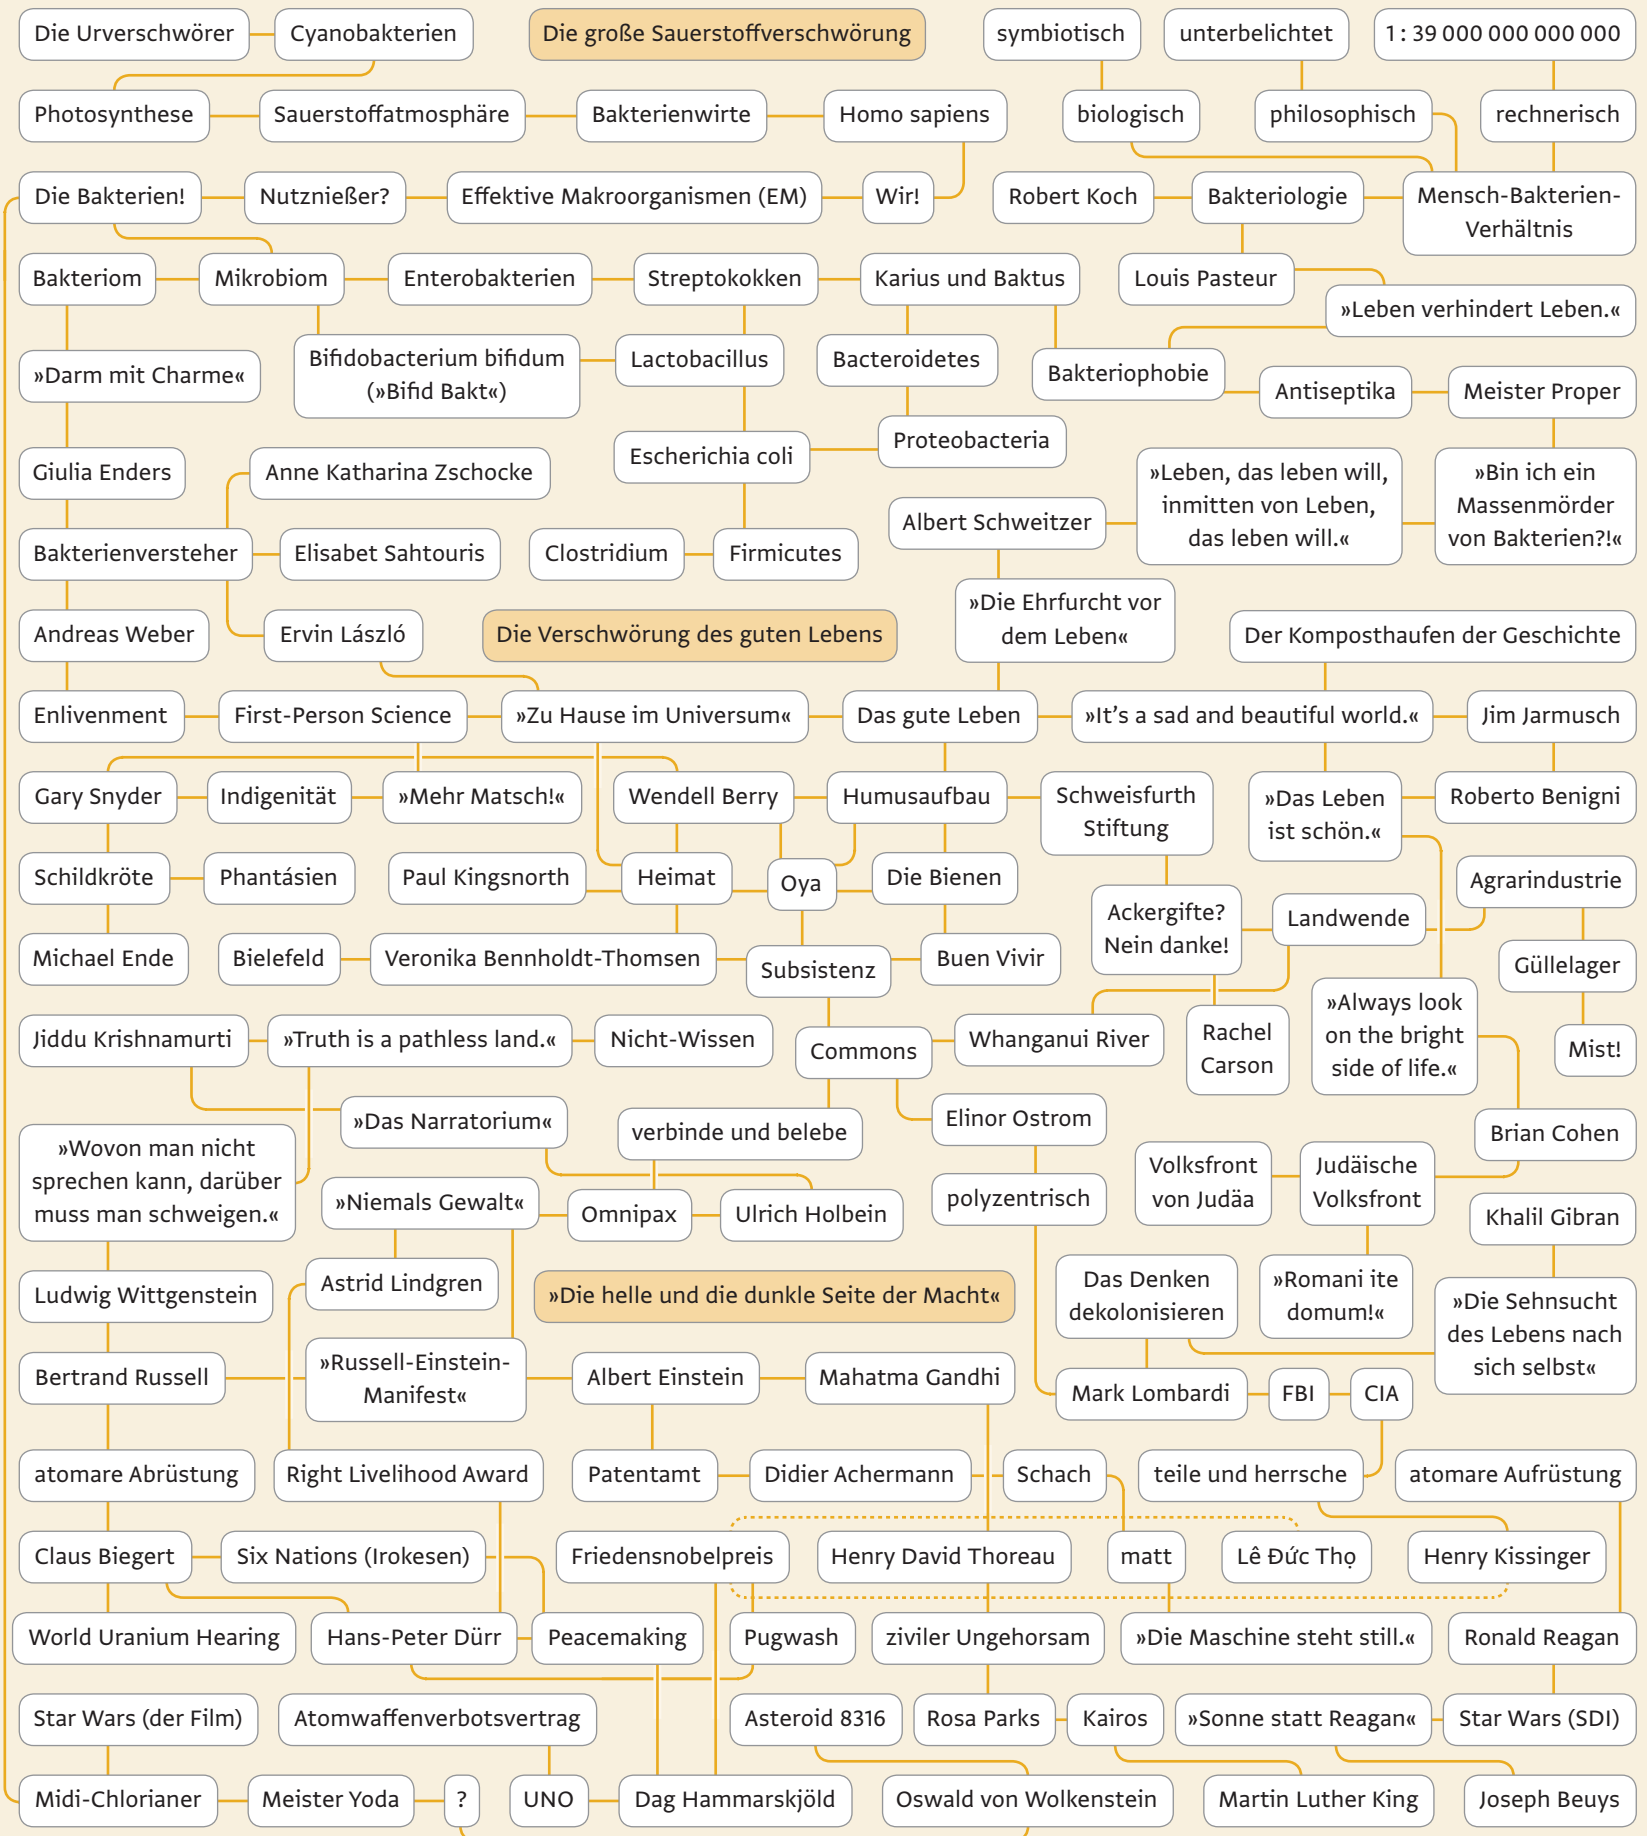 Die Urverschwörer
Cyanobakterien
Die große Sauerstoffverschwörung
symbiotisch
unterbelichtet
1 : 39 000 000 000 000
Photosynthese
Sauerstoffatmosphäre
Bakterienwirte
Homo sapiens
biologisch
philosophisch
rechnerisch
Die Bakterien!
Nutznießer?
Effektive Makroorganismen (EM)
Wir!
Robert Koch
Bakteriologie
Mensch-Bakterien-
Verhältnis
Bakteriom
Mikrobiom
Enterobakterien
Streptokokken
Karius und Baktus
Louis Pasteur
»Leben verhindert Leben.«
»Darm mit Charme«
Bifidobacterium bifidum
(»Bifid Bakt«)
Lactobacillus
Bacteroidetes
Bakteriophobie
Antiseptika
Meister Proper
Giulia Enders
Anne Katharina Zschocke
Escherichia coli
Proteobacteria
»Leben, das leben will,
inmitten von Leben,
das leben will.«
»Bin ich ein
Massenmörder
von Bakterien?!«
Albert Schweitzer
Bakterienversteher
Elisabet Sahtouris
Clostridium
Firmicutes
»Die Ehrfurcht vor
dem Leben«
Andreas Weber
Ervin László
Die Verschwörung des guten Lebens
Der Komposthaufen der Geschichte
Enlivenment
First-Person Science
»Zu Hause im Universum«
Das gute Leben
»It’s a sad and beautiful world.«
Jim Jarmusch
Gary Snyder
Indigenität
»Mehr Matsch!«
Wendell Berry
Humusaufbau
Schweisfurth
Stiftung
»Das Leben
ist schön.«
Roberto Benigni
Schildkröte
Phantásien
Paul Kingsnorth
Heimat
Oya
Die Bienen
Agrarindustrie
Ackergifte?
Nein danke!
Landwende
Michael Ende
Bielefeld
Veronika Bennholdt-Thomsen
Subsistenz
Buen Vivir
Güllelager
Jiddu Krishnamurti
»Truth is a pathless land.«
Nicht-Wissen
Commons
Whanganui River
Rachel
Carson
»Always look
on the bright
side of life.«
Mist!
»Das Narratorium«
verbinde und belebe
Elinor Ostrom
Brian Cohen
»Wovon man nicht
sprechen kann, darüber
muss man schweigen.«
»Niemals Gewalt«
Omnipax
Ulrich Holbein
polyzentrisch
Volksfront
von Judäa
Judäische
Volksfront
Khalil Gibran
Ludwig Wittgenstein
Astrid Lindgren
»Die helle und die dunkle Seite der Macht«
Das Denken
dekolonisieren
»Romani ite
domum!«
»Die Sehnsucht
des Lebens nach
sich selbst«
Bertrand Russell
»Russell-Einstein-
Manifest«
Albert Einstein
Mahatma Gandhi
Mark Lombardi
FBI
CIA
atomare Abrüstung
Right Livelihood Award
Patentamt
Didier Achermann
Schach
teile und herrsche
atomare Aufrüstung
Claus Biegert
Six Nations (Irokesen)
Friedensnobelpreis
Henry David Thoreau
matt
Lê Đức Thọ
Henry Kissinger
World Uranium Hearing
Hans-Peter Dürr
Peacemaking
Pugwash
ziviler Ungehorsam
»Die Maschine steht still.«
Ronald Reagan
Star Wars (der Film)
Atomwaffenverbotsvertrag
Asteroid 8316
Rosa Parks
Kairos
»Sonne statt Reagan«
Star Wars (SDI)
Midi-Chlorianer
Meister Yoda
?
UNO
Dag Hammarskjöld
Oswald von Wolkenstein
Martin Luther King
Joseph Beuys